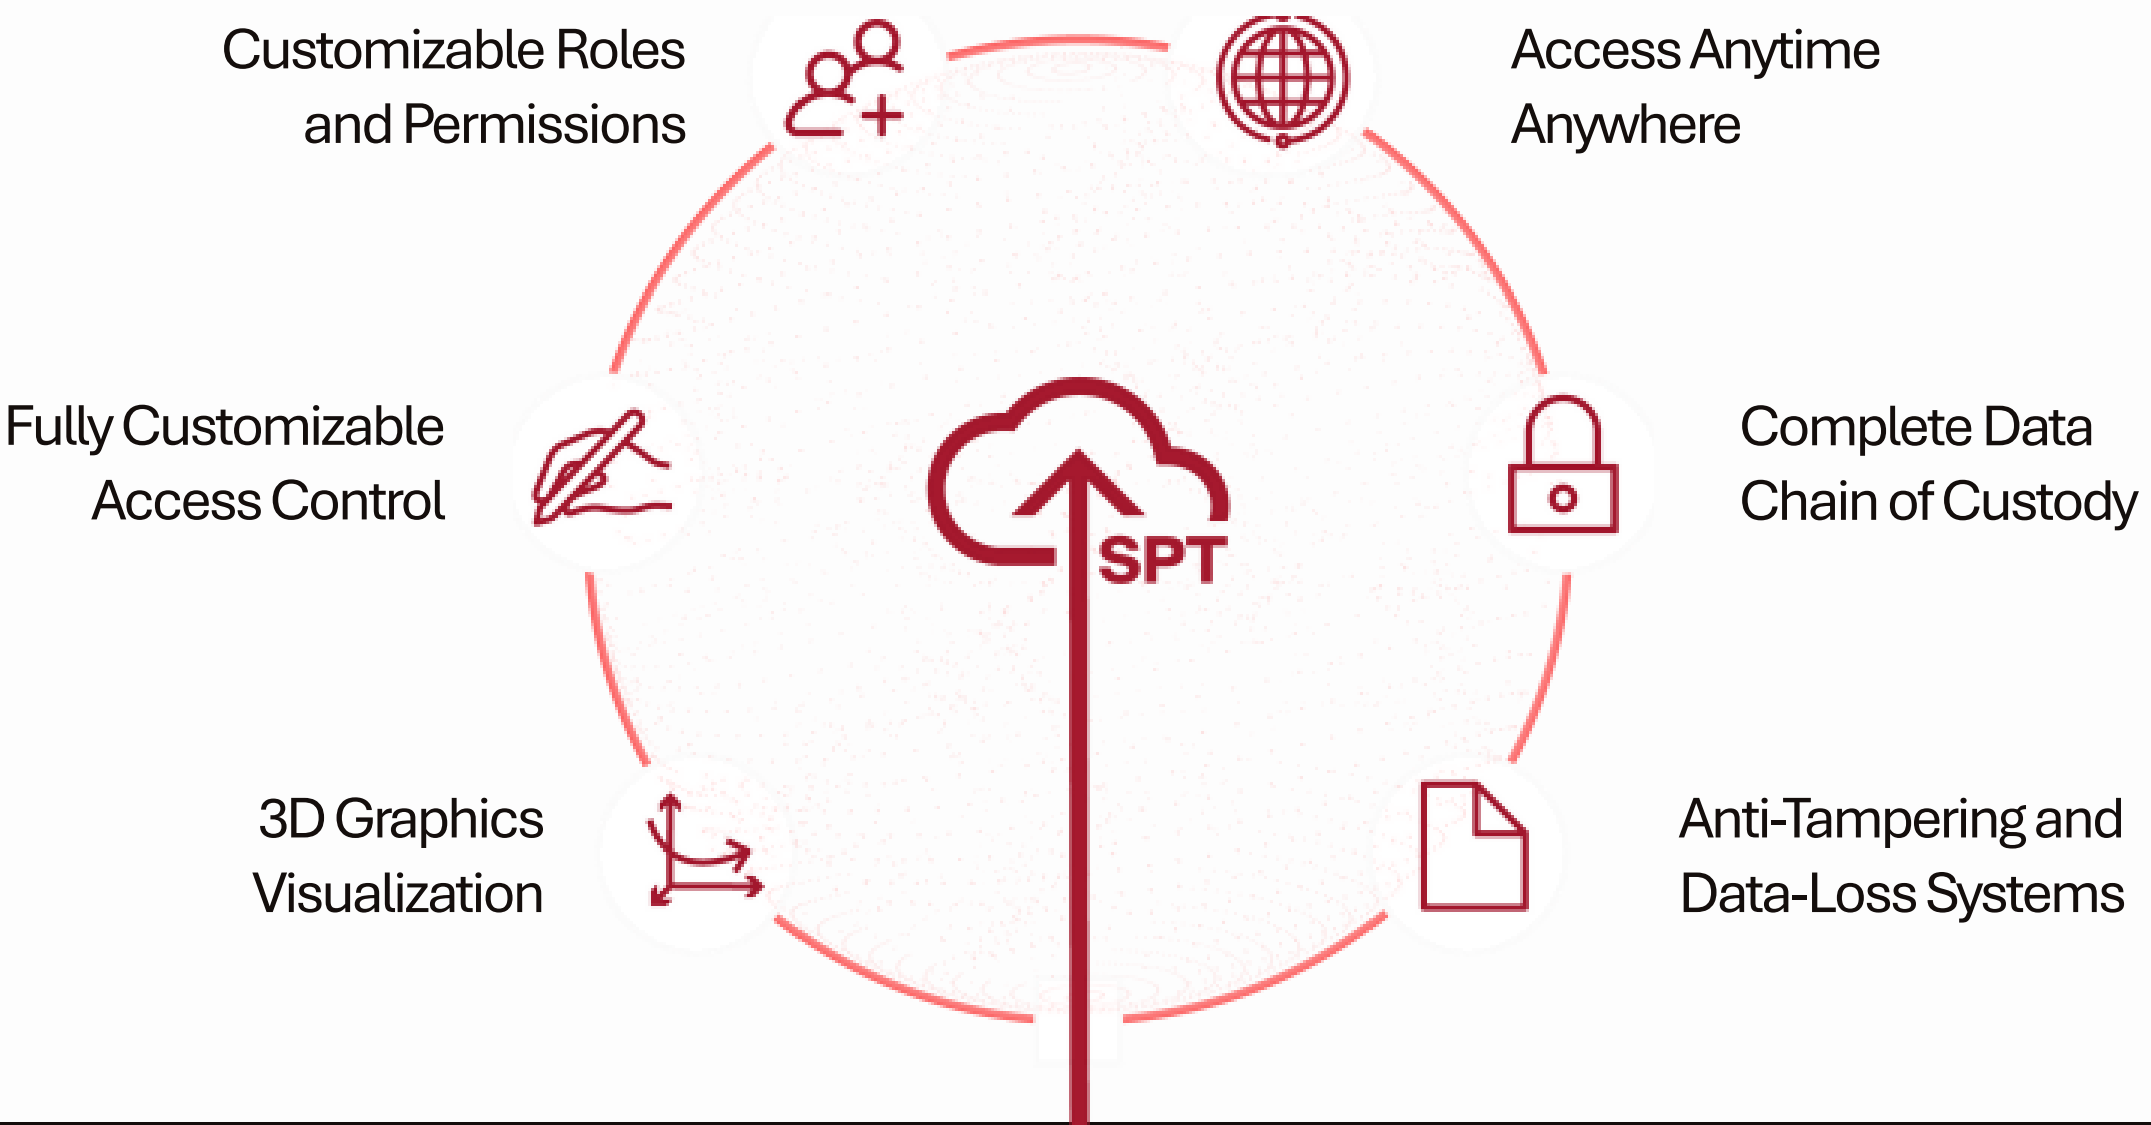 Customizable Roles
and Permissions
Access Anytime
Anywhere
Fully Customizable
Access Control
Complete Data
Chain of Custody
SPT
3D Graphics
Visualization
Anti-Tampering and
Data-Loss Systems